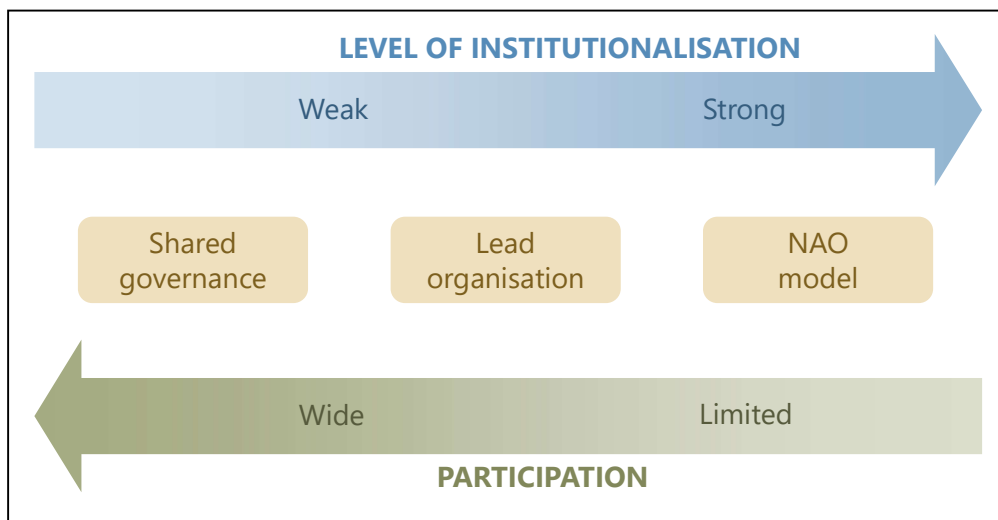 LEVEL OF INSTITUTIONALISATION
Weak Strong
Shared governance
Lead organisation
NAO model
Wide Limited
PARTICIPATION